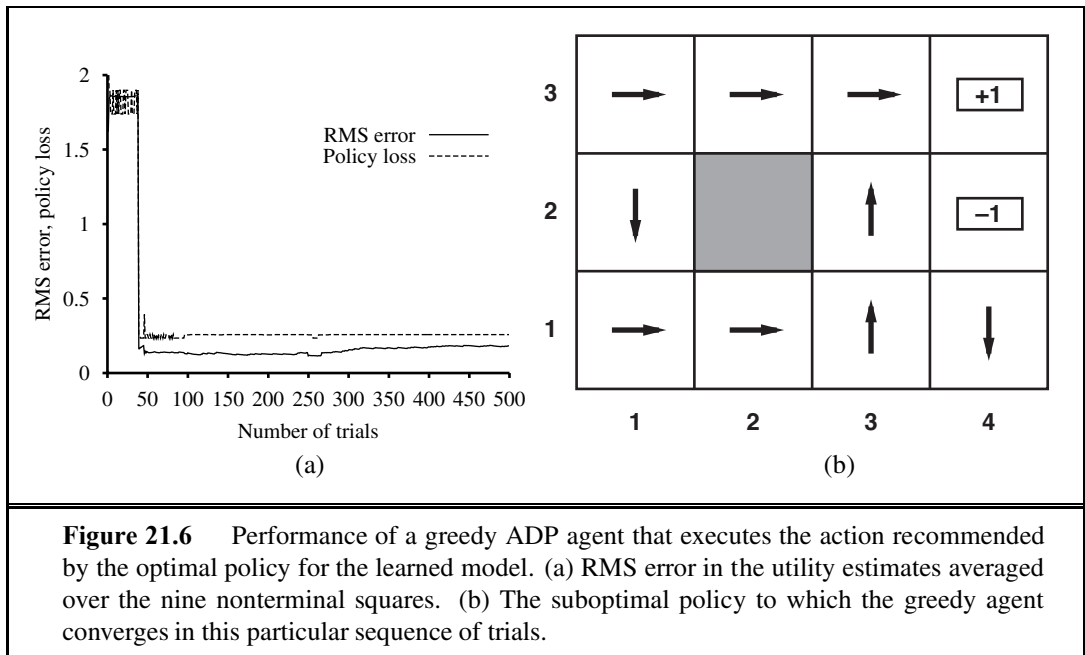 2
1.5
1
0.5
0
RMS error, policy loss
RMS error
Policy loss
0 50 100 150 200 250 300 350 400 450 500
Number of trials
(a)
3
+1
2
–1
1
1 2 3 4
(b)
Figure 21.6 Performance of a greedy ADP agent that executes the action recommended
by the optimal policy for the learned model. (a) RMS error in the utility estimates averaged
over the nine nonterminal squares. (b) The suboptimal policy to which the greedy agent
converges in this particular sequence of trials.